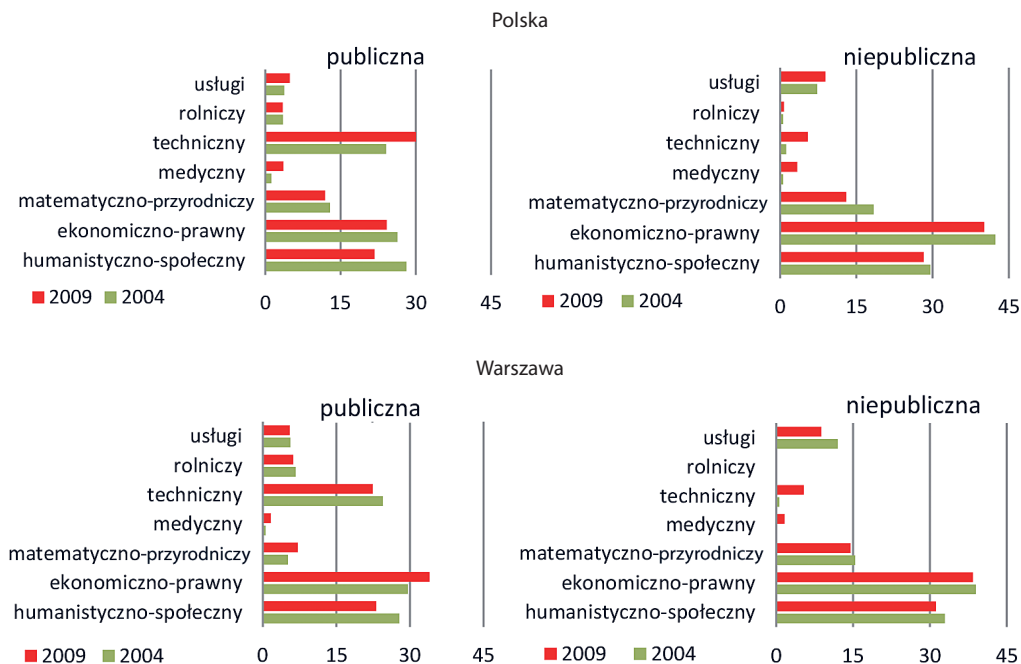 Polska
publiczna
usługi
rolniczy
techniczny
medyczny
matematyczno-przyrodniczy
ekonomiczno-prawny
humanistyczno-społeczny
0 15 30 45
2009 2004
niepubliczna
usługi
rolniczy
techniczny
medyczny
matematyczno-przyrodniczy
ekonomiczno-prawny
humanistyczno-społeczny
0 15 30 45
2009 2004
Warszawa
publiczna
usługi
rolniczy
techniczny
medyczny
matematyczno-przyrodniczy
ekonomiczno-prawny
humanistyczno-społeczny
0 15 30 45
2009 2004
niepubliczna
usługi
rolniczy
techniczny
medyczny
matematyczno-przyrodniczy
ekonomiczno-prawny
humanistyczno-społeczny
0 15 30 45
2009 2004